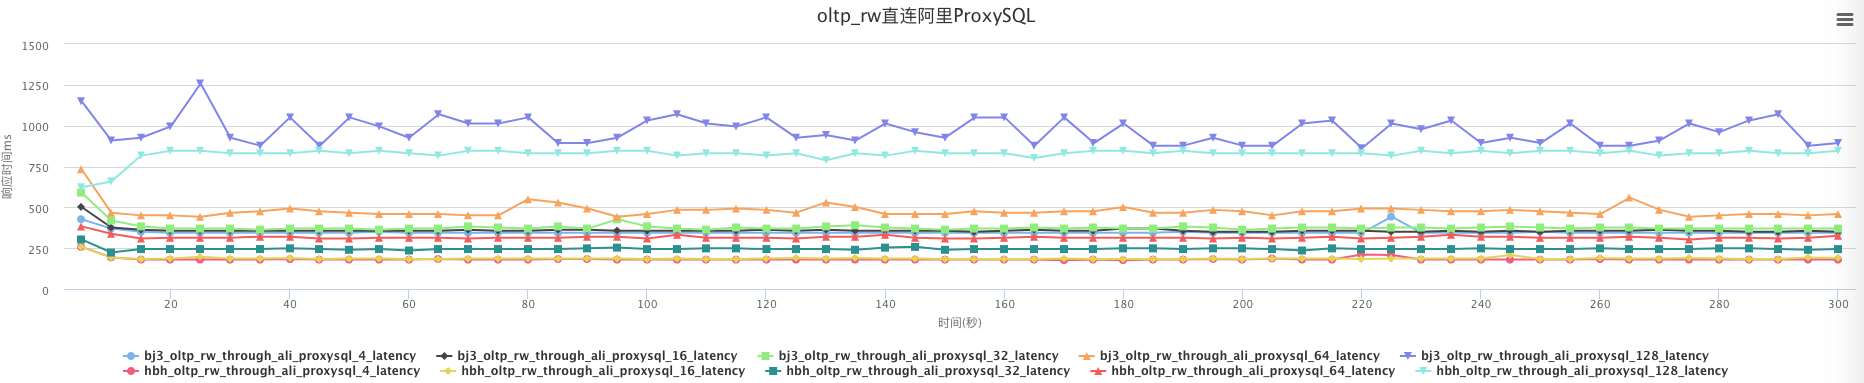 oltp_rw直连阿里ProxySQL
响应时间ms
1500
1250
1000
750
500
250
0
20 40 60 80 100 120 140 160 180 200 220 240 260 280 300
时间(秒)
bj3_oltp_rw_through_ali_proxysql_4_latency bj3_oltp_rw_through_ali_proxysql_16_latency bj3_oltp_rw_through_ali_proxysql_32_latency bj3_oltp_rw_through_ali_proxysql_64_latency bj3_oltp_rw_through_ali_proxysql_128_latency
hbh_oltp_rw_through_ali_proxysql_4_latency hbh_oltp_rw_through_ali_proxysql_16_latency hbh_oltp_rw_through_ali_proxysql_32_latency hbh_oltp_rw_through_ali_proxysql_64_latency hbh_oltp_rw_through_ali_proxysql_128_latency